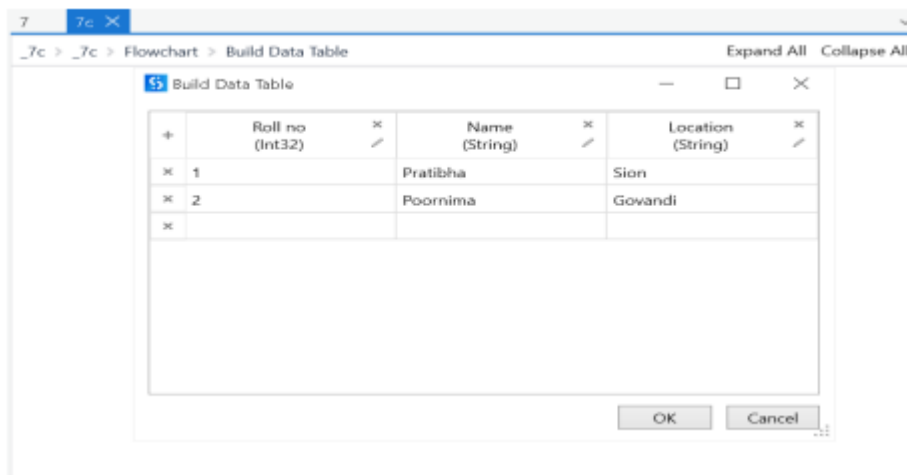 7 7c
_7c > _7c > Flowchart > Build Data Table Expand All Collapse All
Build Data Table
Roll no Name Location
(Int32) (String) (String)
1 Pratibha Sion
2 Poornima Govandi
OK Cancel